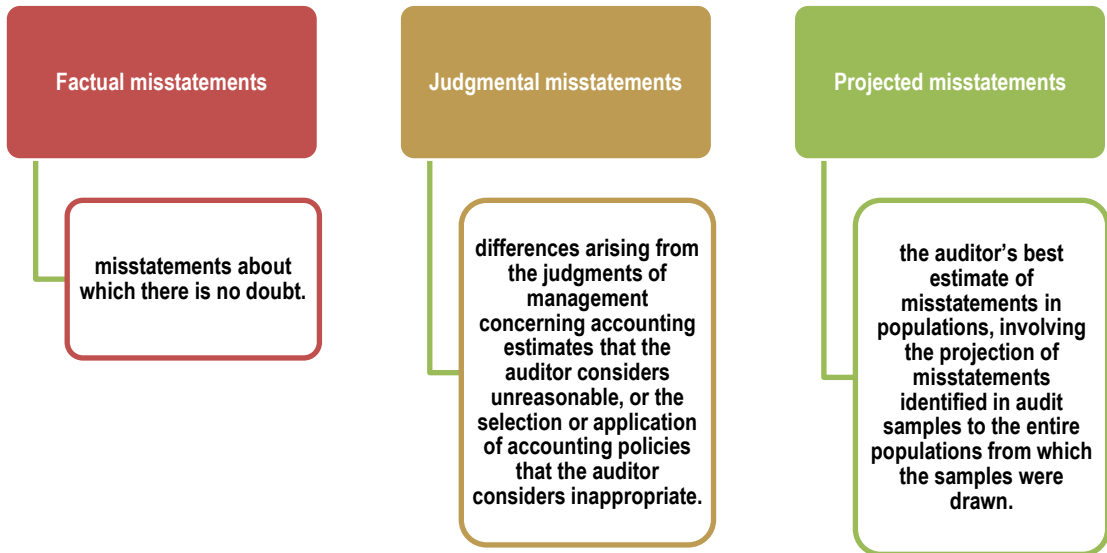 Factual misstatements
misstatements about
which there is no doubt.
Judgmental misstatements
differences arising from
the judgments of
management
concerning accounting
estimates that the
auditor considers
unreasonable, or the
selection or application
of accounting policies
that the auditor
considers inappropriate.
Projected misstatements
the auditor’s best
estimate of
misstatements in
populations, involving
the projection of
misstatements
identified in audit
samples to the entire
populations from which
the samples were
drawn.